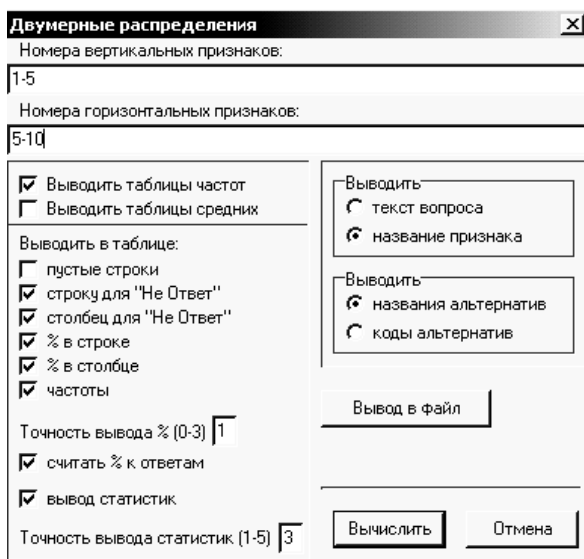 Двумерные распределения
Номера вертикальных признаков:
1-5
Номера горизонтальных признаков:
5-10
Выводить таблицы частот
Выводить таблицы средних
Выводить в таблице:
пустые строки
строку для "Не Ответ"
столбец для "Не Ответ"
% в строке
% в столбце
частоты
Точность вывода % (0-3) 1
считать % к ответам
вывод статистик
Точность вывода статистик (1-5) 3
Выводить
текст вопроса
название признака
Выводить
названия альтернатив
коды альтернатив
Вывод в файл
Вычислить
Отмена